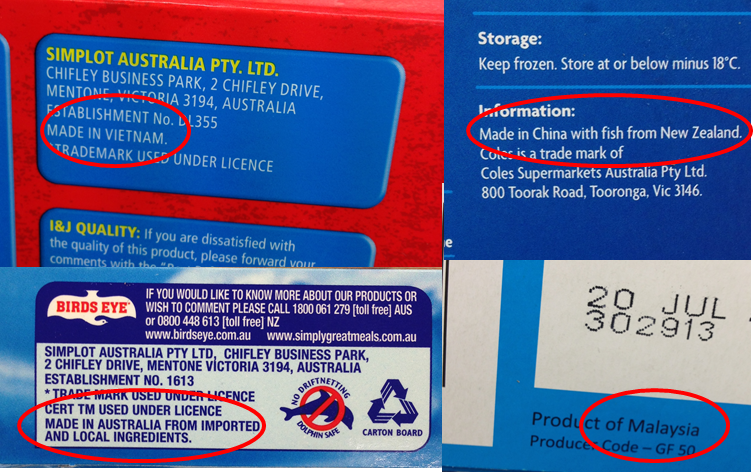 SIMPLOT AUSTRALIA PTY. LTD.
CHIFLEY BUSINESS PARK, 2 CHIFLEY DRIVE,
MENTONE, VICTORIA 3194, AUSTRALIA
ESTABLISHMENT No. DL355
MADE IN VIETNAM.
TRADEMARK USED UNDER LICENCE
I&J QUALITY: If you are dissatisfied with
the quality of this product, please forward your
Storage:
Keep frozen. Store at or below minus 18°C.
Information:
Made in China with fish from New Zealand.
Coles is a trade mark of
Coles Supermarkets Australia Pty Ltd.
800 Toorak Road, Tooronga, Vic 3146.
BIRDS EYE
IF YOU WOULD LIKE TO KNOW MORE ABOUT OUR PRODUCTS OR
WISH TO COMMENT PLEASE CALL 1800 061 279 [toll free] AUS
or 0800 448 613 [toll free] NZ
www.birdseye.com.au www.simplygreatmeals.com.au
SIMPLOT AUSTRALIA PTY LTD, CHIFLEY BUSINESS PARK,
2 CHIFLEY DRIVE, MENTONE VICTORIA 3194, AUSTRALIA
ESTABLISHMENT NO. 1613
* TRADE MARK USED UNDER LICENCE
CERT TM USED UNDER LICENCE
MADE IN AUSTRALIA FROM IMPORTED
AND LOCAL INGREDIENTS.
NO DRIFTNETTING
DOLPHIN SAFE
CARTON BOARD
20 JUL
302913
Product of Malaysia
Producer Code – GF 50